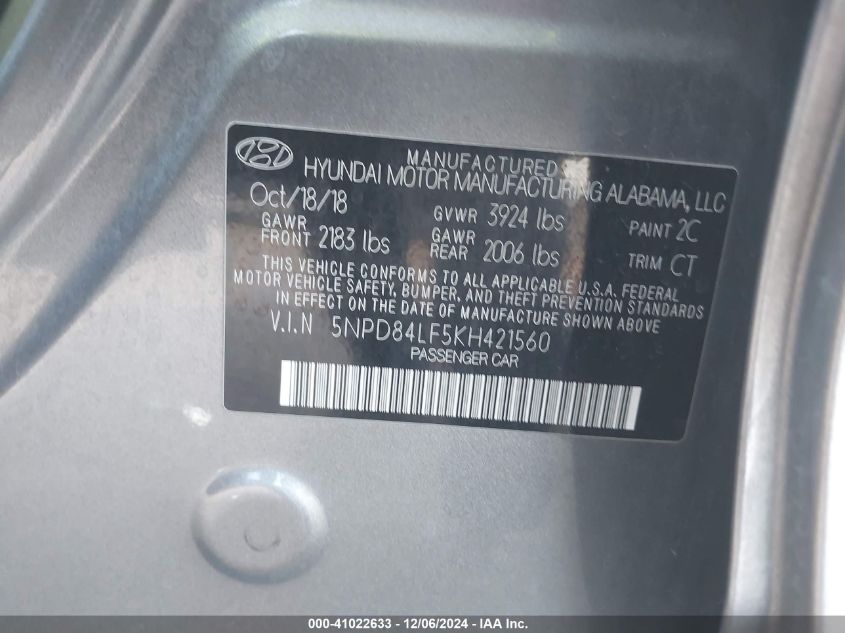 MANUFACTURED BY
HYUNDAI MOTOR MANUFACTURING ALABAMA, LLC
Oct/18/18 GVWR 3924 lbs PAINT 2C
GAWR FRONT 2183 lbs GAWR REAR 2006 lbs TRIM CT
THIS VEHICLE CONFORMS TO ALL APPLICABLE U.S.A. FEDERAL
MOTOR VEHICLE SAFETY, BUMPER, AND THEFT PREVENTION STANDARDS
IN EFFECT ON THE DATE OF MANUFACTURE SHOWN ABOVE.
V.I.N 5NPD84LF5KH421560
PASSENGER CAR
000-41022633 - 12/06/2024 - IAA Inc.